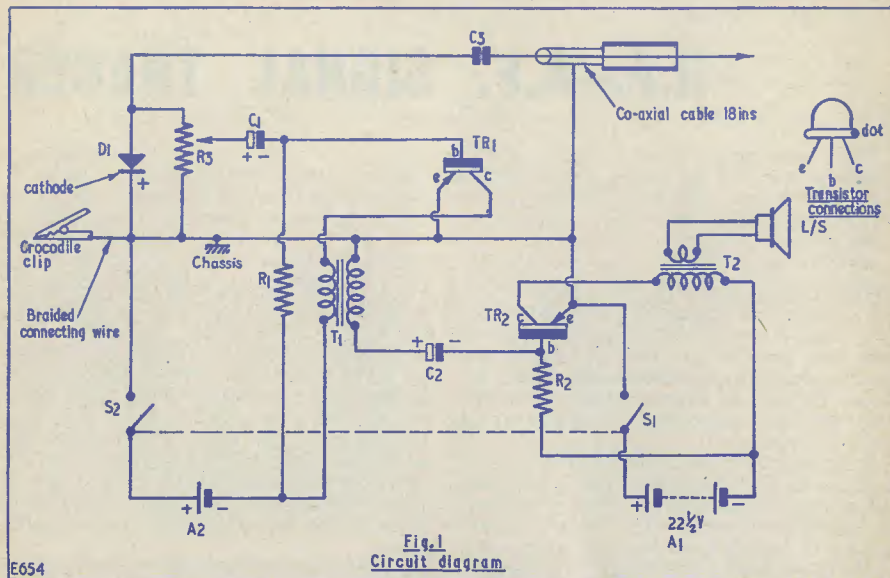 C3
Co-axial cable 18ins
C1
+ -
D1
R3
b TR1
e c
cathode
+
dot
e b c
Transistor
connections
L/S
Crocodile
clip
Chassis
Braided
connecting wire
R1
T1
T2
TR2
c e
b
+ -
C2
R2
S2
S1
+ -
A2
+ -
22½V
A1
Fig.1
Circuit diagram
E654